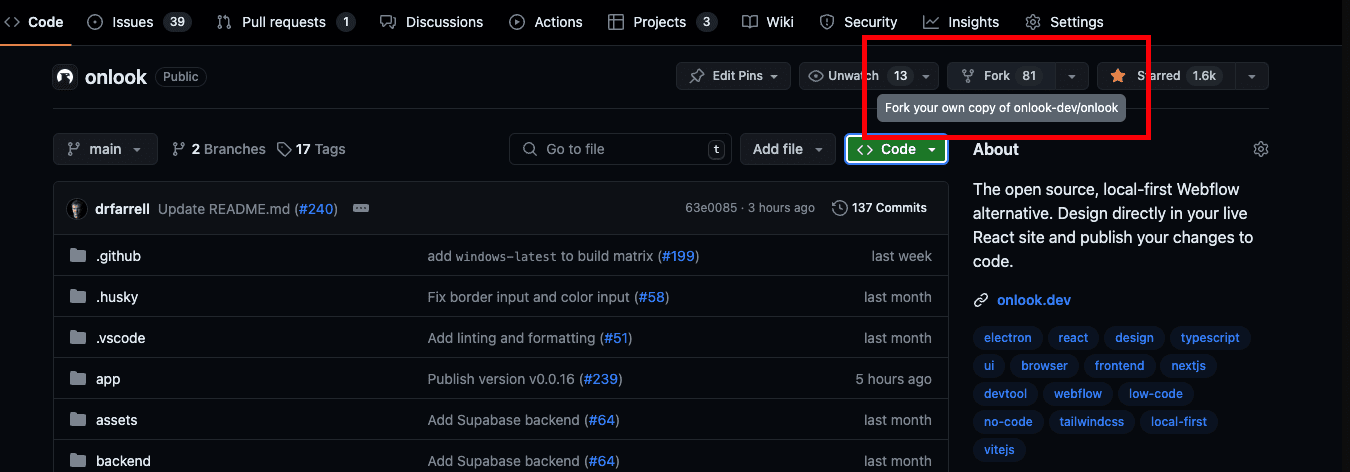 Code Issues 39 Pull requests 1 Discussions Actions Projects 3 Wiki Security Insights Settings
onlook Public Edit Pins Unwatch 13 Fork 81 Starred 1.6k
Fork your own copy of onlook-dev/onlook
main 2 Branches 17 Tags Go to file t Add file Code
drfarrell Update README.md (#240) 63e0085 · 3 hours ago 137 Commits
.github add windows-latest to build matrix (#199) last week
.husky Fix border input and color input (#58) last month
.vscode Add linting and formatting (#51) last month
app Publish version v0.0.16 (#239) 5 hours ago
assets Add Supabase backend (#64) last month
backend Add Supabase backend (#64) last month
About
The open source, local-first Webflow
alternative. Design directly in your live
React site and publish your changes to
code.
onlook.dev
electron react design typescript
ui browser frontend nextjs
devtool webflow low-code
no-code tailwindcss local-first
vitejs